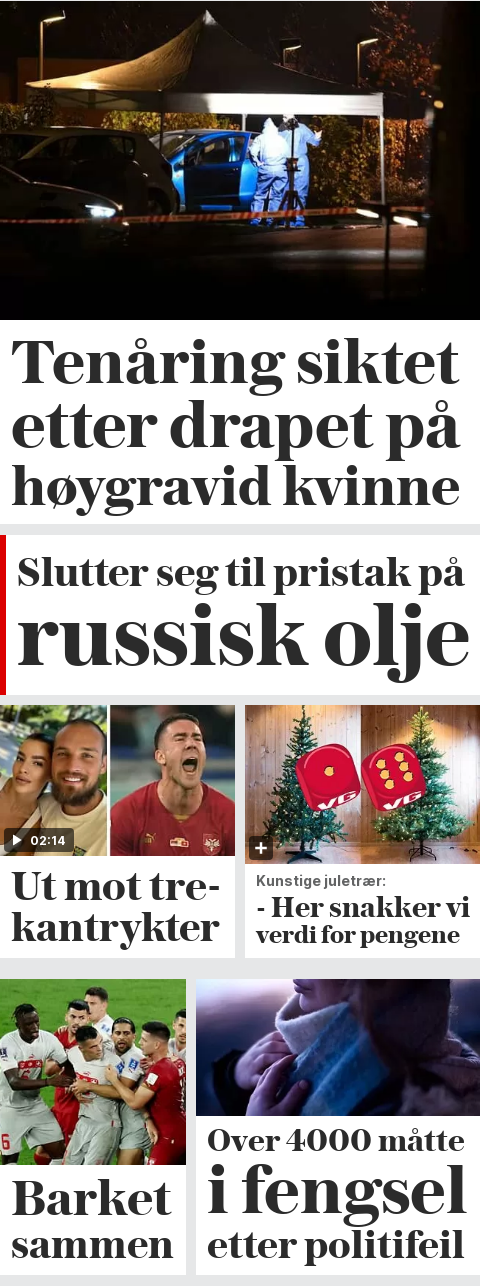 Tenåring siktet
etter drapet på
høygravid kvinne
Slutter seg til pristak på
russisk olje
02:14
VG
VG
Ut mot tre-
kantrykter
Kunstige juletrær:
- Her snakker vi
verdi for pengene
Barket
sammen
Over 4000 måtte
i fengsel
etter politifeil